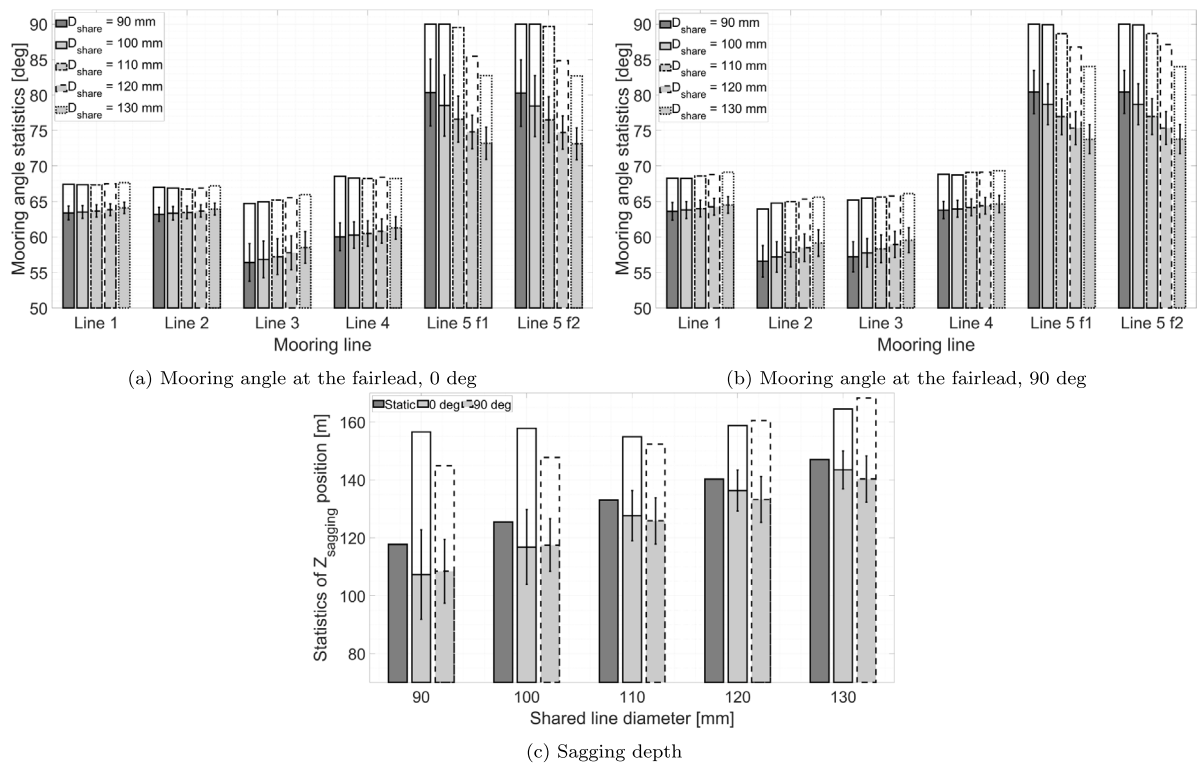 Mooring angle statistics [deg]
90
85
80
75
70
65
60
55
50
D_share = 90 mm
D_share = 100 mm
D_share = 110 mm
D_share = 120 mm
D_share = 130 mm
Line 1 Line 2 Line 3 Line 4 Line 5 f1 Line 5 f2
Mooring line
(a) Mooring angle at the fairlead, 0 deg
Mooring angle statistics [deg]
90
85
80
75
70
65
60
55
50
D_share = 90 mm
D_share = 100 mm
D_share = 110 mm
D_share = 120 mm
D_share = 130 mm
Line 1 Line 2 Line 3 Line 4 Line 5 f1 Line 5 f2
Mooring line
(b) Mooring angle at the fairlead, 90 deg
Statistics of Z_sagging position [m]
160
140
120
100
80
Static 0 deg 90 deg
90 100 110 120 130
Shared line diameter [mm]
(c) Sagging depth